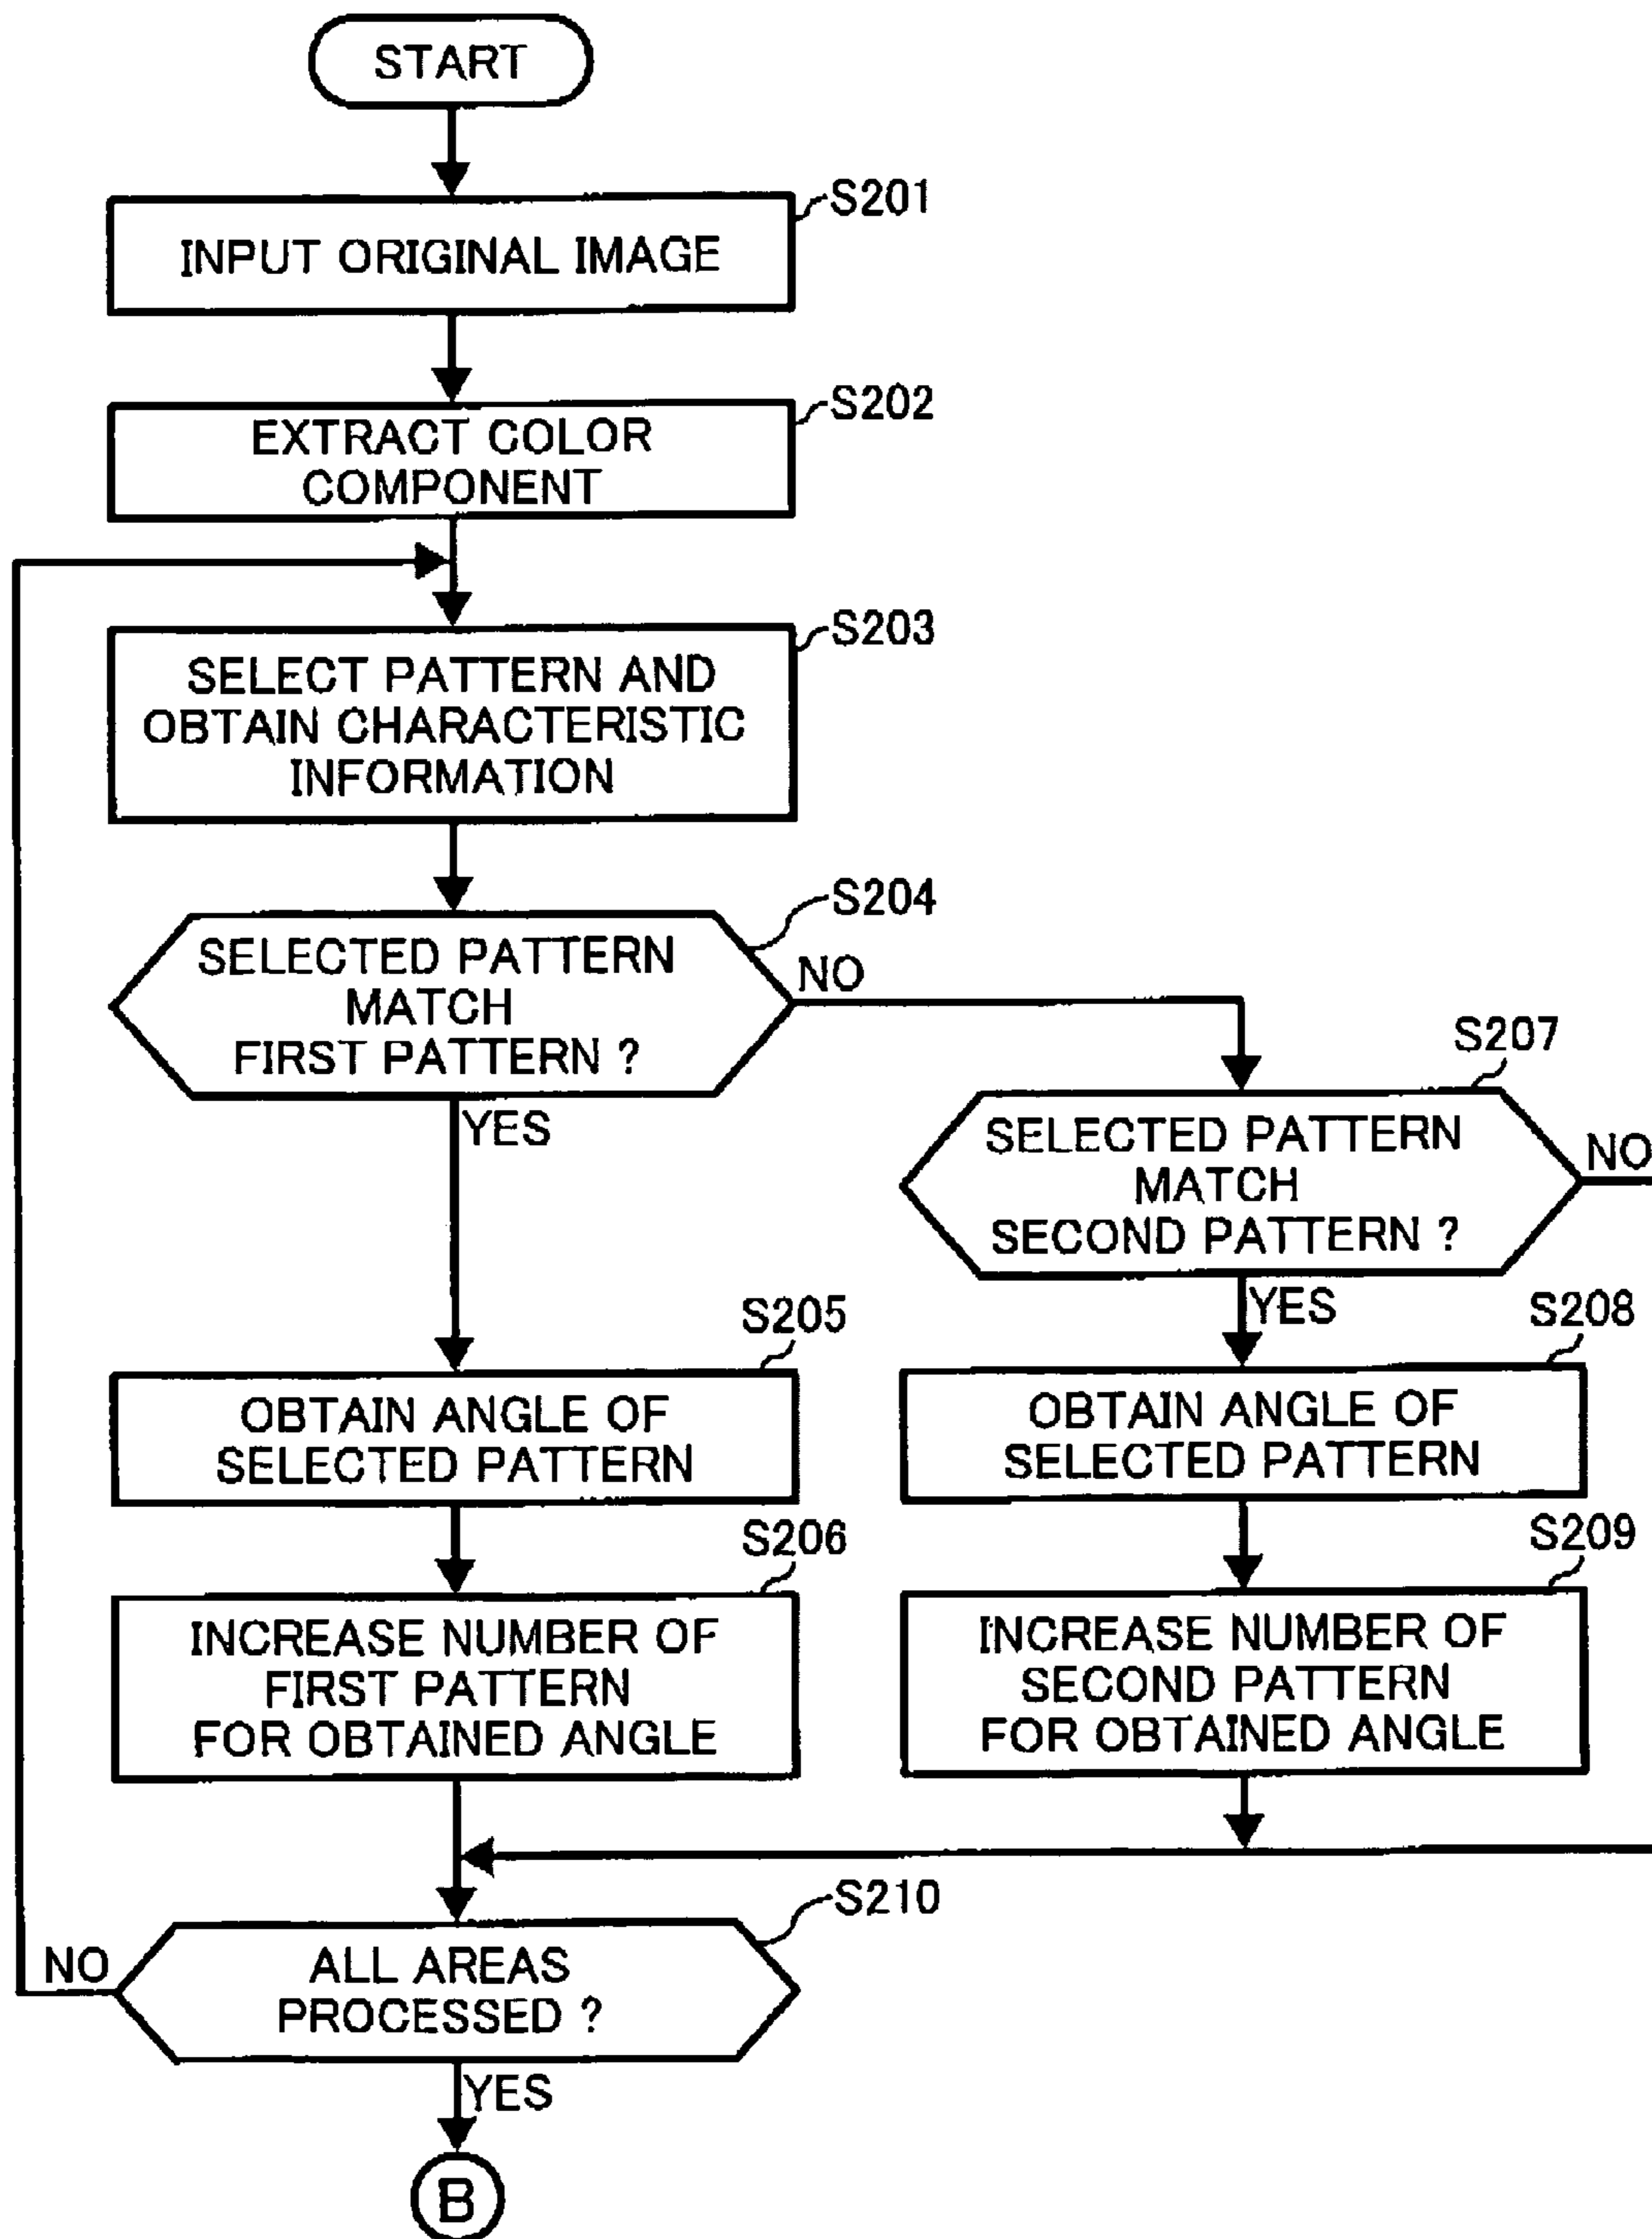 START
S201
INPUT ORIGINAL IMAGE
S202
EXTRACT COLOR
COMPONENT
S203
SELECT PATTERN AND
OBTAIN CHARACTERISTIC
INFORMATION
S204
SELECTED PATTERN
MATCH
FIRST PATTERN ?
NO
YES
S207
SELECTED PATTERN
MATCH
SECOND PATTERN ?
NO
YES
S205
OBTAIN ANGLE OF
SELECTED PATTERN
S208
OBTAIN ANGLE OF
SELECTED PATTERN
S206
INCREASE NUMBER OF
FIRST PATTERN
FOR OBTAINED ANGLE
S209
INCREASE NUMBER OF
SECOND PATTERN
FOR OBTAINED ANGLE
S210
ALL AREAS
PROCESSED ?
NO
YES
B